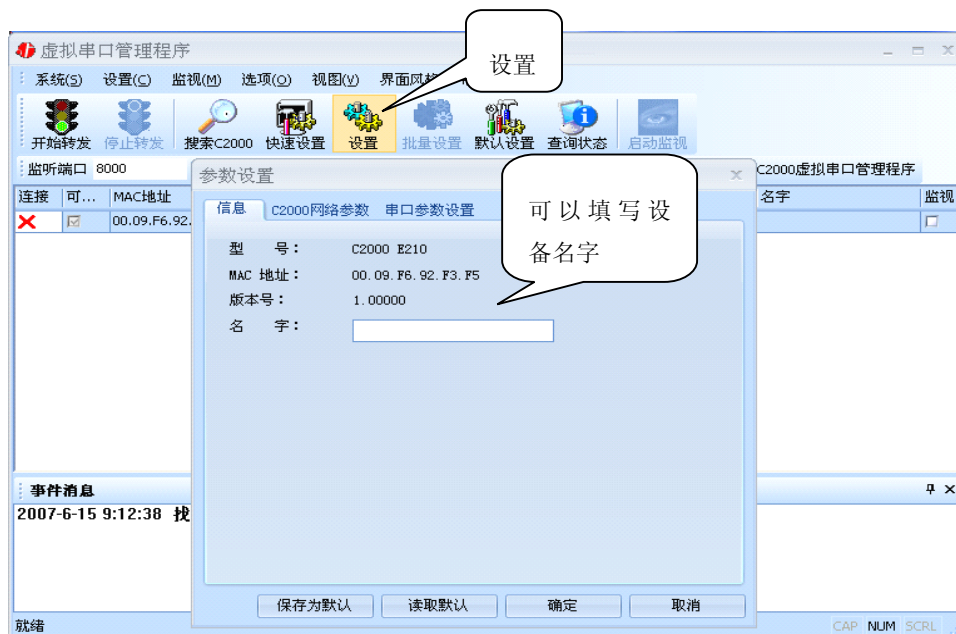 设置
虚拟串口管理程序
系统(S) 设置(C) 监视(M) 选项(O) 视图(V) 界面风格
开始转发 停止转发 搜索C2000 快速设置 设置 批量设置 默认设置 查询状态 启动监视
监听端口 8000 C2000虚拟串口管理程序
连接 可... MAC地址 名字 监视
00.09.F6.92.
参数设置
信息 C2000网络参数 串口参数设置
可以填写设
备名字
型 号： C2000 E210
MAC 地址： 00.09.F6.92.F3.F5
版本号： 1.00000
名 字：
事件消息
2007-6-15 9:12:38 找
保存为默认 读取默认 确定 取消
就绪 CAP NUM SCRL